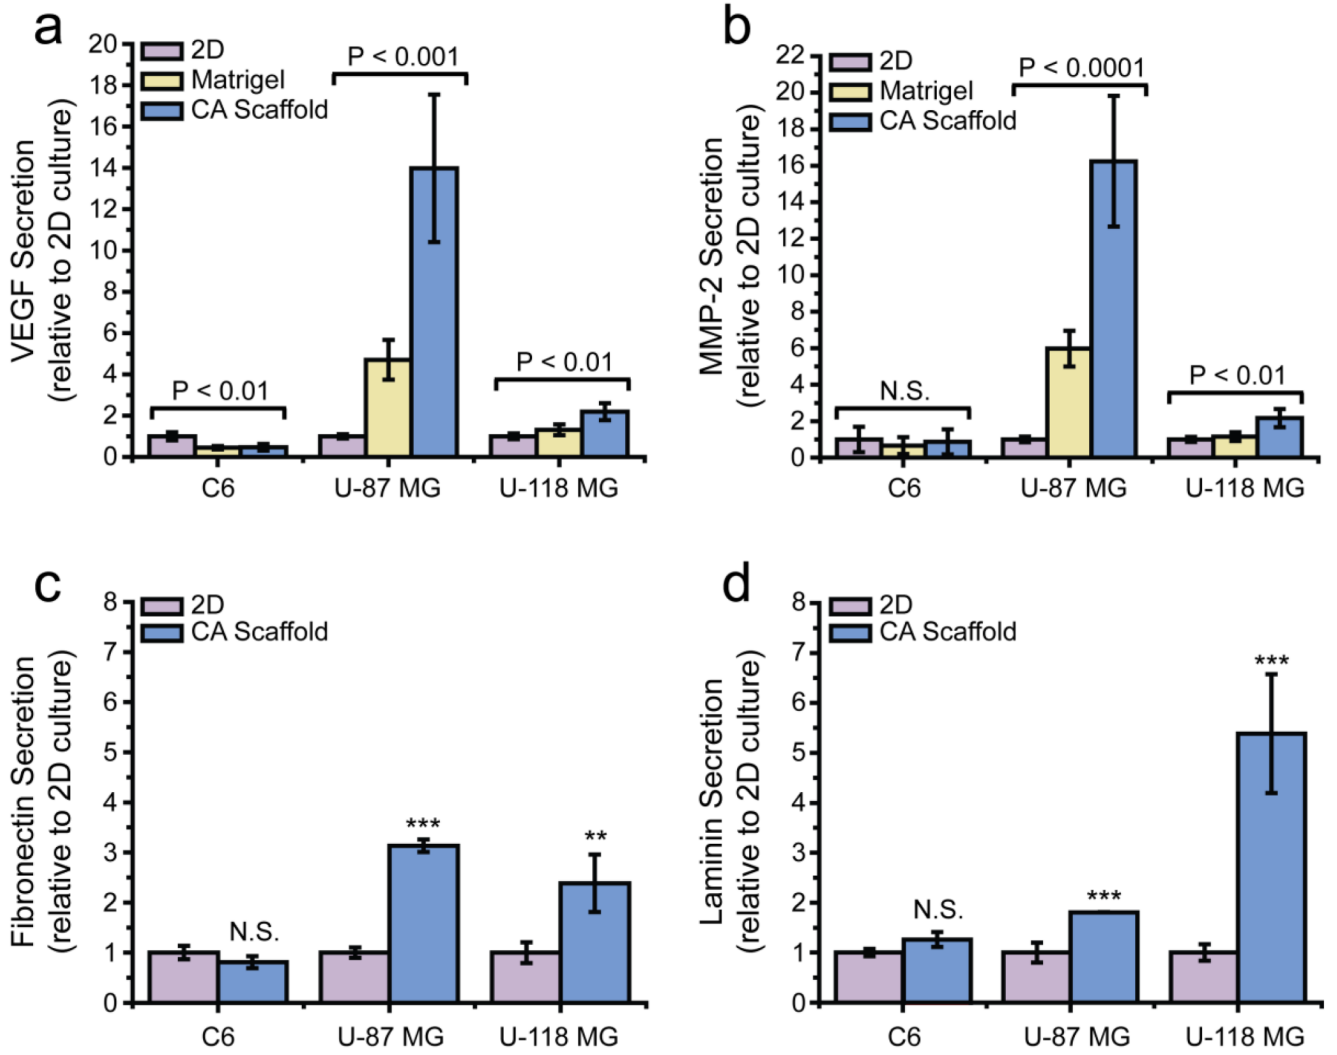 a
VEGF Secretion
(relative to 2D culture)
20
18
16
14
12
10
8
6
4
2
0
2D
Matrigel
CA Scaffold
P < 0.01
P < 0.001
P < 0.01
C6
U-87 MG
U-118 MG
b
MMP-2 Secretion
(relative to 2D culture)
22
20
18
16
14
12
10
8
6
4
2
0
2D
Matrigel
CA Scaffold
N.S.
P < 0.0001
P < 0.01
C6
U-87 MG
U-118 MG
c
Fibronectin Secretion
(relative to 2D culture)
8
7
6
5
4
3
2
1
0
2D
CA Scaffold
N.S.
***
**
C6
U-87 MG
U-118 MG
d
Laminin Secretion
(relative to 2D culture)
8
7
6
5
4
3
2
1
0
2D
CA Scaffold
N.S.
***
***
C6
U-87 MG
U-118 MG